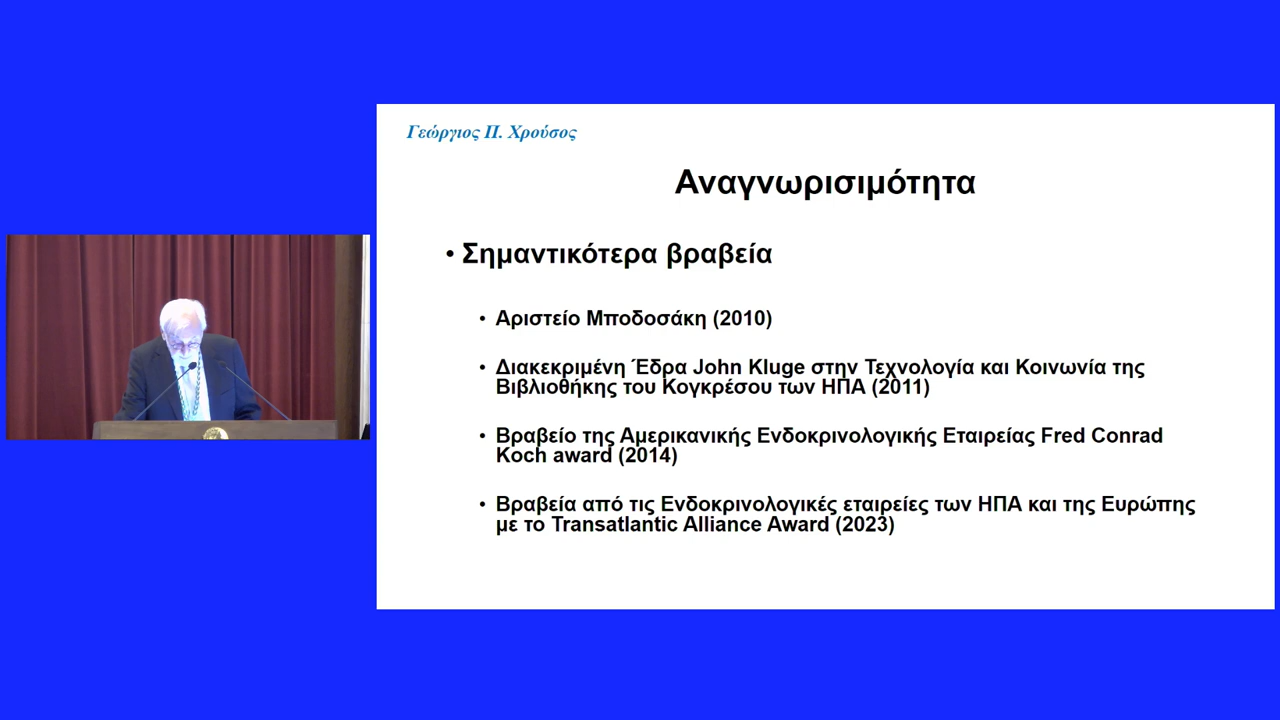 Γεώργιος Π. Χρούσος
Αναγνωρισιμότητα
• Σημαντικότερα βραβεία
• Αριστείο Μποδοσάκη (2010)
• Διακεκριμένη Έδρα John Kluge στην Τεχνολογία και Κοινωνία της
Βιβλιοθήκης του Κογκρέσου των ΗΠΑ (2011)
• Βραβείο της Αμερικανικής Ενδοκρινολογικής Εταιρείας Fred Conrad
Koch award (2014)
• Βραβεία από τις Ενδοκρινολογικές εταιρείες των ΗΠΑ και της Ευρώπης
με το Transatlantic Alliance Award (2023)